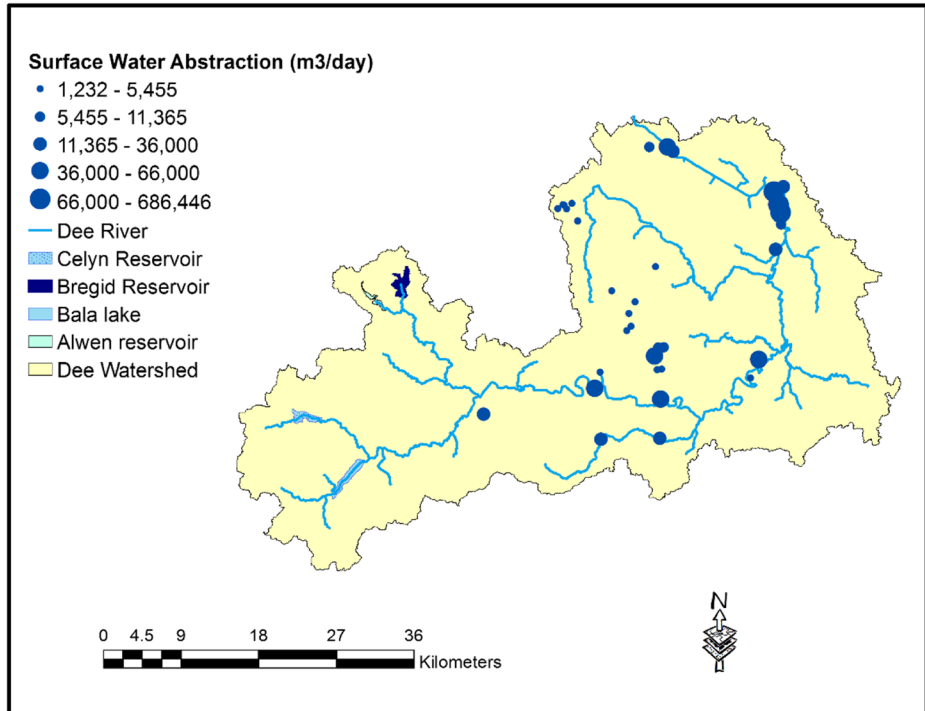 Surface Water Abstraction (m3/day)
1,232 - 5,455
5,455 - 11,365
11,365 - 36,000
36,000 - 66,000
66,000 - 686,446
Dee River
Celyn Reservoir
Bregid Reservoir
Bala lake
Alwen reservoir
Dee Watershed
N
0 4.5 9 18 27 36
Kilometers